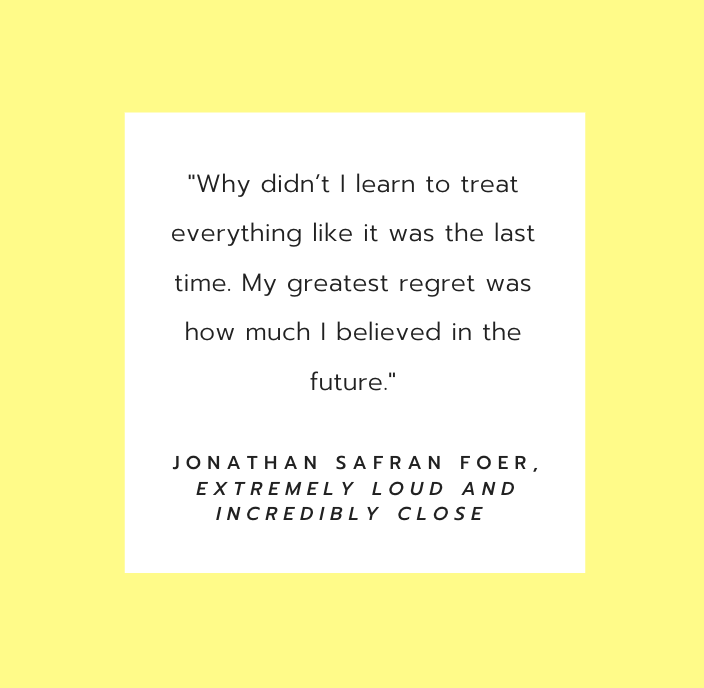 "Why didn’t I learn to treat
everything like it was the last
time. My greatest regret was
how much I believed in the
future."
JONATHAN SAFRAN FOER,
EXTREMELY LOUD AND
INCREDIBLY CLOSE